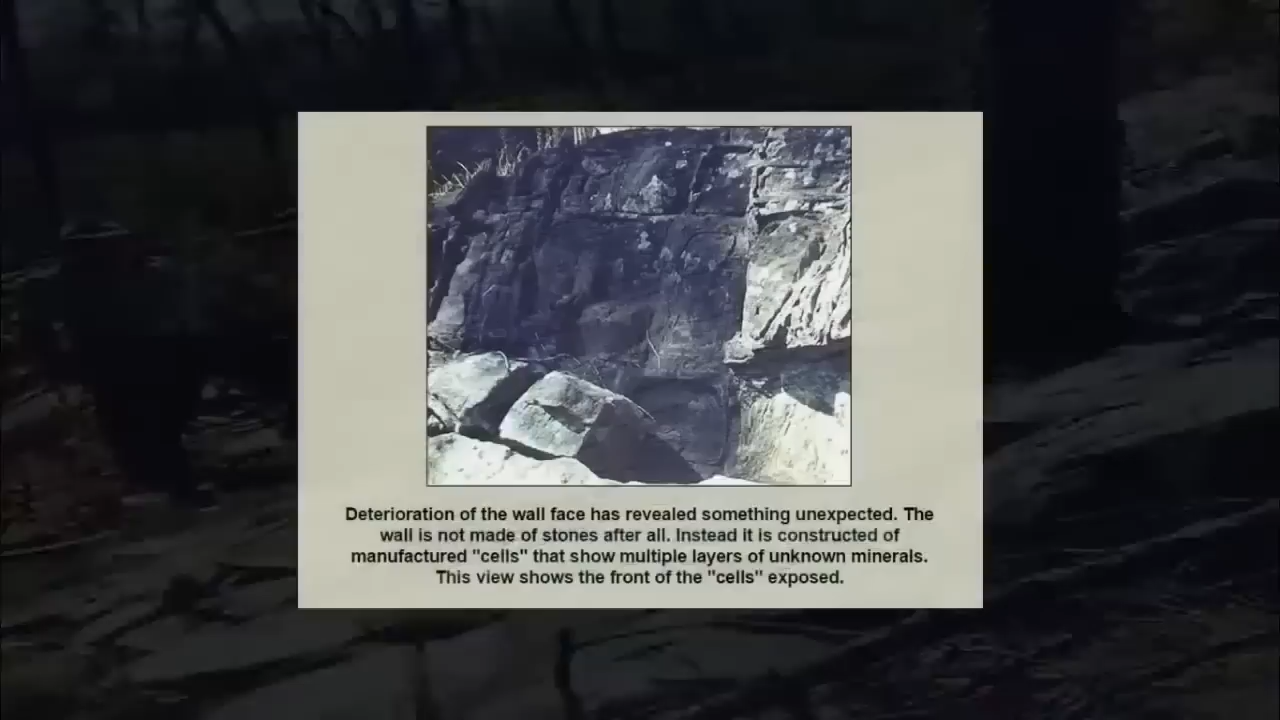 Deterioration of the wall face has revealed something unexpected. The
wall is not made of stones after all. Instead it is constructed of
manufactured "cells" that show multiple layers of unknown minerals.
This view shows the front of the "cells" exposed.